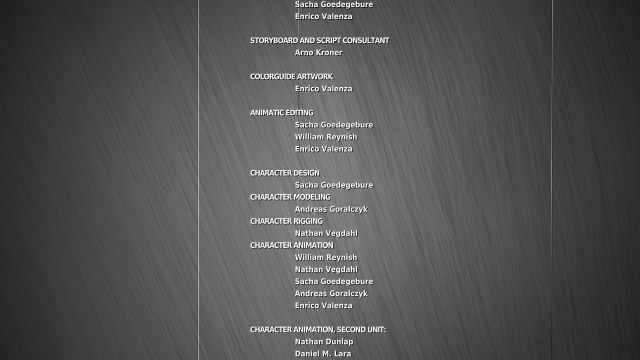 Sacha Goedegebure
Enrico Valenza
STORYBOARD AND SCRIPT CONSULTANT
Arno Kroner
COLORGUIDE ARTWORK
Enrico Valenza
ANIMATIC EDITING
Sacha Goedegebure
William Reynish
Enrico Valenza
CHARACTER DESIGN
Sacha Goedegebure
CHARACTER MODELING
Andreas Goralczyk
CHARACTER RIGGING
Nathan Vegdahl
CHARACTER ANIMATION
William Reynish
Nathan Vegdahl
Sacha Goedegebure
Andreas Goralczyk
Enrico Valenza
CHARACTER ANIMATION, SECOND UNIT:
Nathan Dunlap
Daniel M. Lara